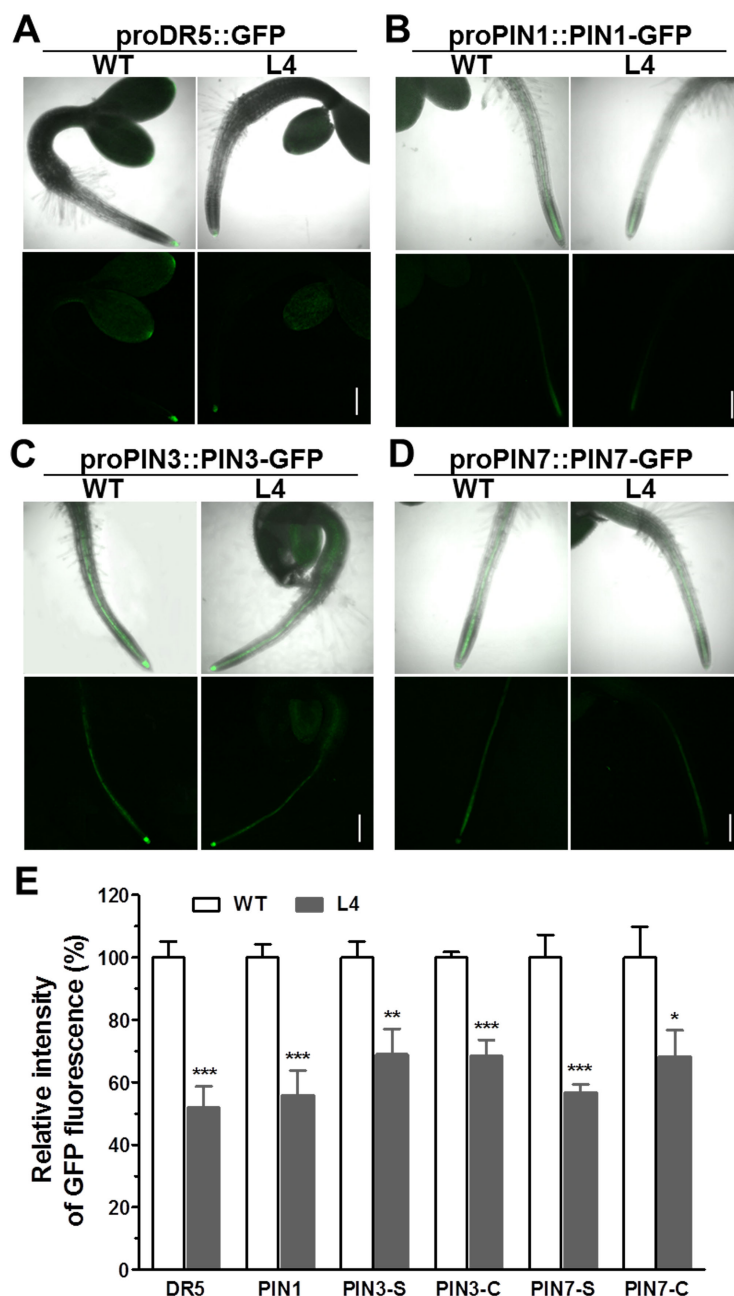 A
proDR5::GFP
WT L4
B
proPIN1::PIN1-GFP
WT L4
C
proPIN3::PIN3-GFP
WT L4
D
proPIN7::PIN7-GFP
WT L4
E
WT L4
Relative intensity
of GFP fluorescence (%)
120
100
80
60
40
20
0
*** *** ** *** *** *
DR5 PIN1 PIN3-S PIN3-C PIN7-S PIN7-C